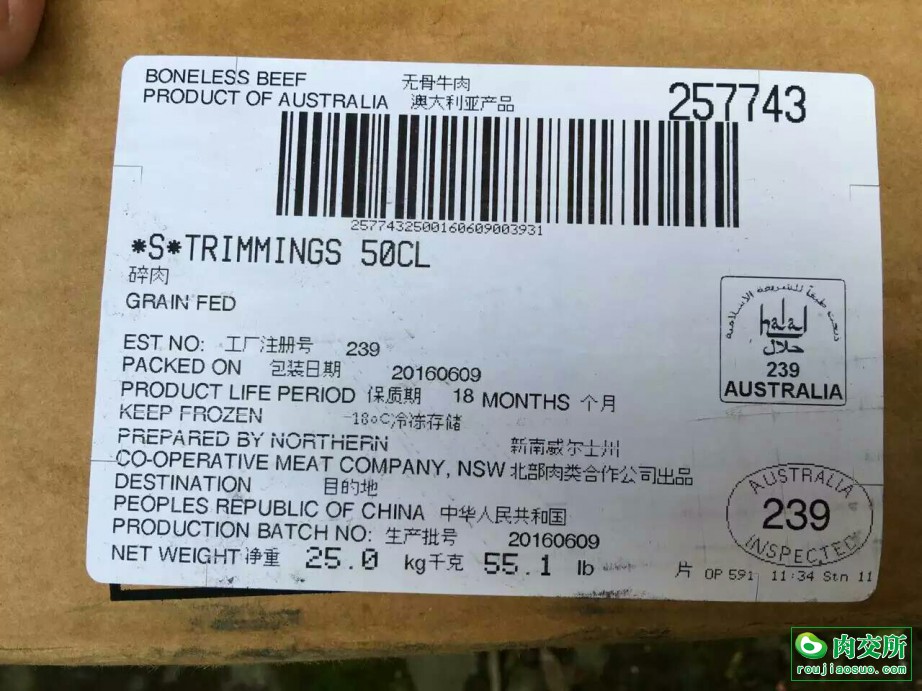 BONELESS BEEF 无骨牛肉
PRODUCT OF AUSTRALIA 澳大利亚产品
257743
2577432500160609003931
*S*TRIMMINGS 50CL
碎肉
GRAIN FED
ذبحت طبقا للشريعة الإسلامية
halal
حلال
239
AUSTRALIA
EST NO: 工厂注册号 239
PACKED ON 包装日期 20160609
PRODUCT LIFE PERIOD 保质期 18 MONTHS 个月
KEEP FROZEN -18oC冷冻存储
PREPARED BY NORTHERN 新南威尔士州
CO-OPERATIVE MEAT COMPANY, NSW 北部肉类合作公司出品
DESTINATION 目的地
PEOPLES REPUBLIC OF CHINA 中华人民共和国
PRODUCTION BATCH NO: 生产批号 20160609
NET WEIGHT 净重 25.0 kg千克 55.1 lb
AUSTRALIA
239
INSPECTED
片 OP 591 11:34 Stn 11
肉交所
roujiaosuo.com